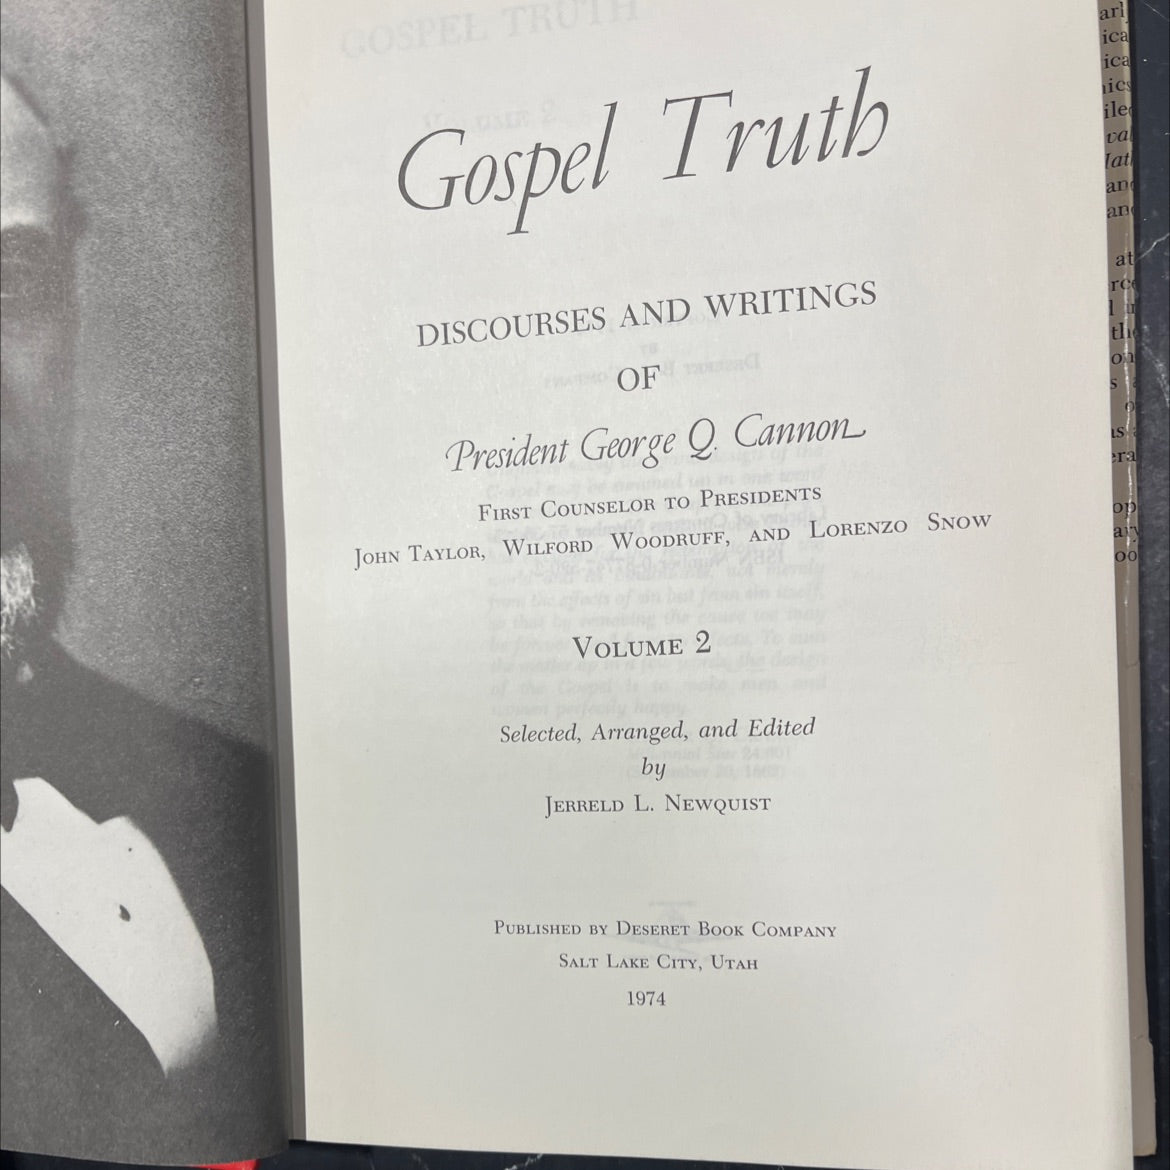 Gospel Truth
DISCOURSES AND WRITINGS
OF
President George Q. Cannon
FIRST COUNSELOR TO PRESIDENTS
JOHN TAYLOR, WILFORD WOODRUFF, AND LORENZO SNOW
VOLUME 2
Selected, Arranged, and Edited
by
JERRELD L. NEWQUIST
PUBLISHED BY DESERET BOOK COMPANY
SALT LAKE CITY, UTAH
1974